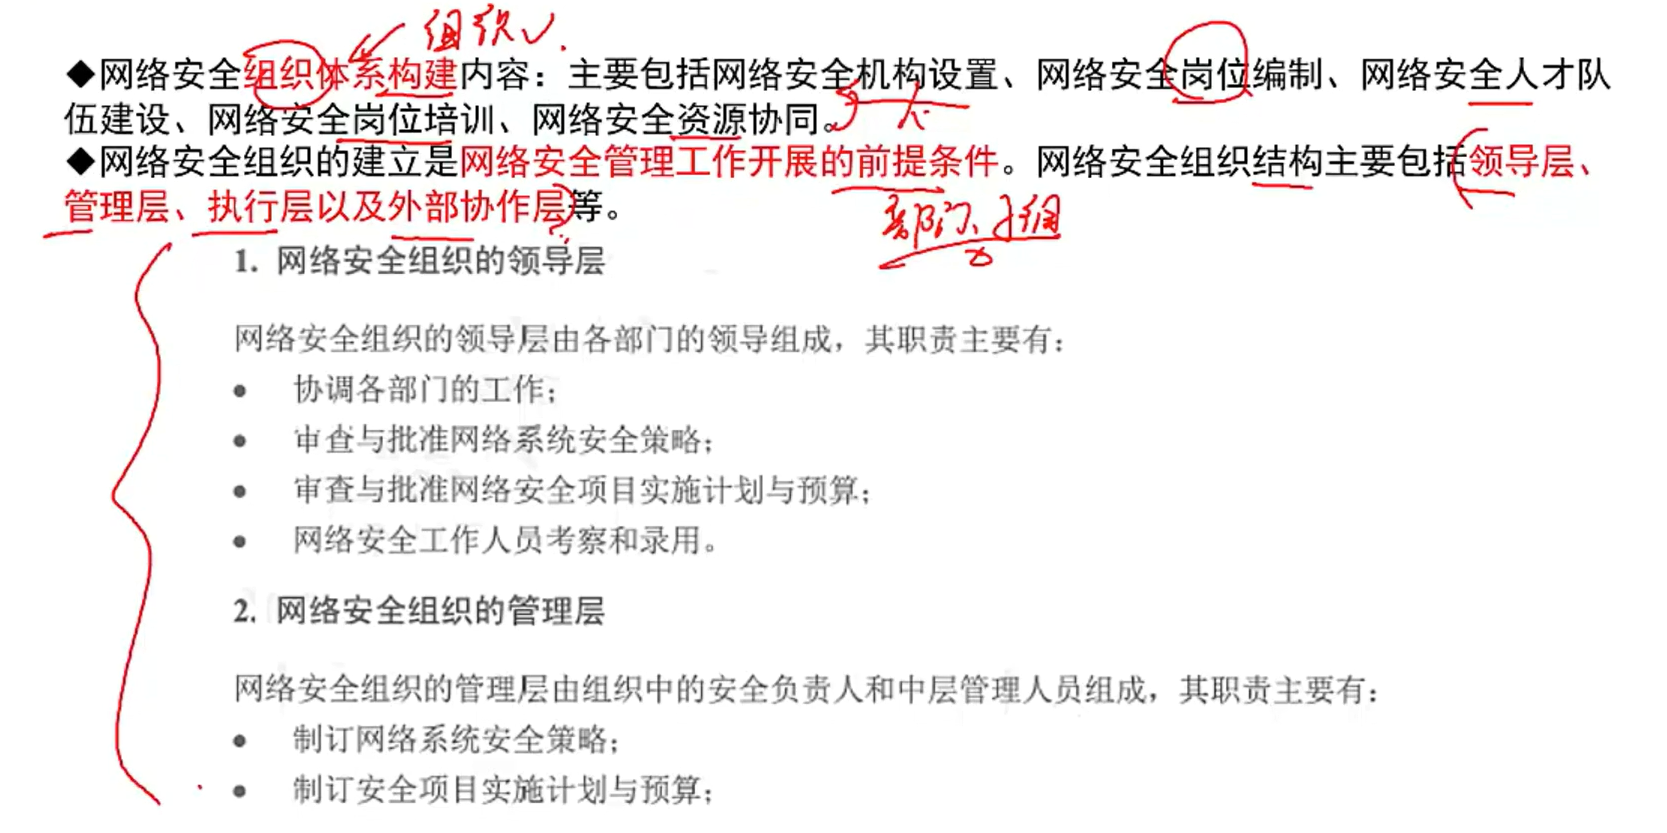 组织
◆网络安全组织体系构建内容：主要包括网络安全机构设置、网络安全岗位编制、网络安全人才队
伍建设、网络安全岗位培训、网络安全资源协同。
人
◆网络安全组织的建立是网络安全管理工作开展的前提条件。网络安全组织结构主要包括领导层、
管理层、执行层以及外部协作层等。
部门、
1. 网络安全组织的领导层
网络安全组织的领导层由各部门的领导组成，其职责主要有：
● 协调各部门的工作；
● 审查与批准网络系统安全策略；
● 审查与批准网络安全项目实施计划与预算；
● 网络安全工作人员考察和录用。
2. 网络安全组织的管理层
网络安全组织的管理层由组织中的安全负责人和中层管理人员组成，其职责主要有：
● 制订网络系统安全策略；
● 制订安全项目实施计划与预算；